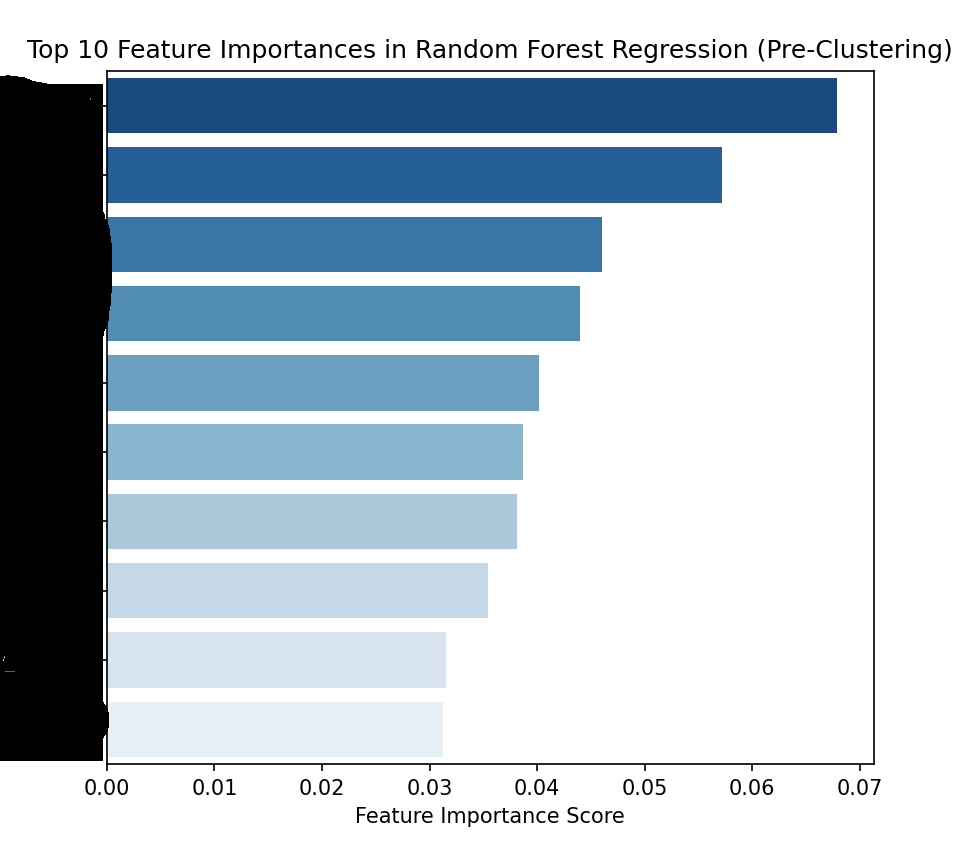 Top 10 Feature Importances in Random Forest Regression (Pre-Clustering)
0.00 0.01 0.02 0.03 0.04 0.05 0.06 0.07
Feature Importance Score